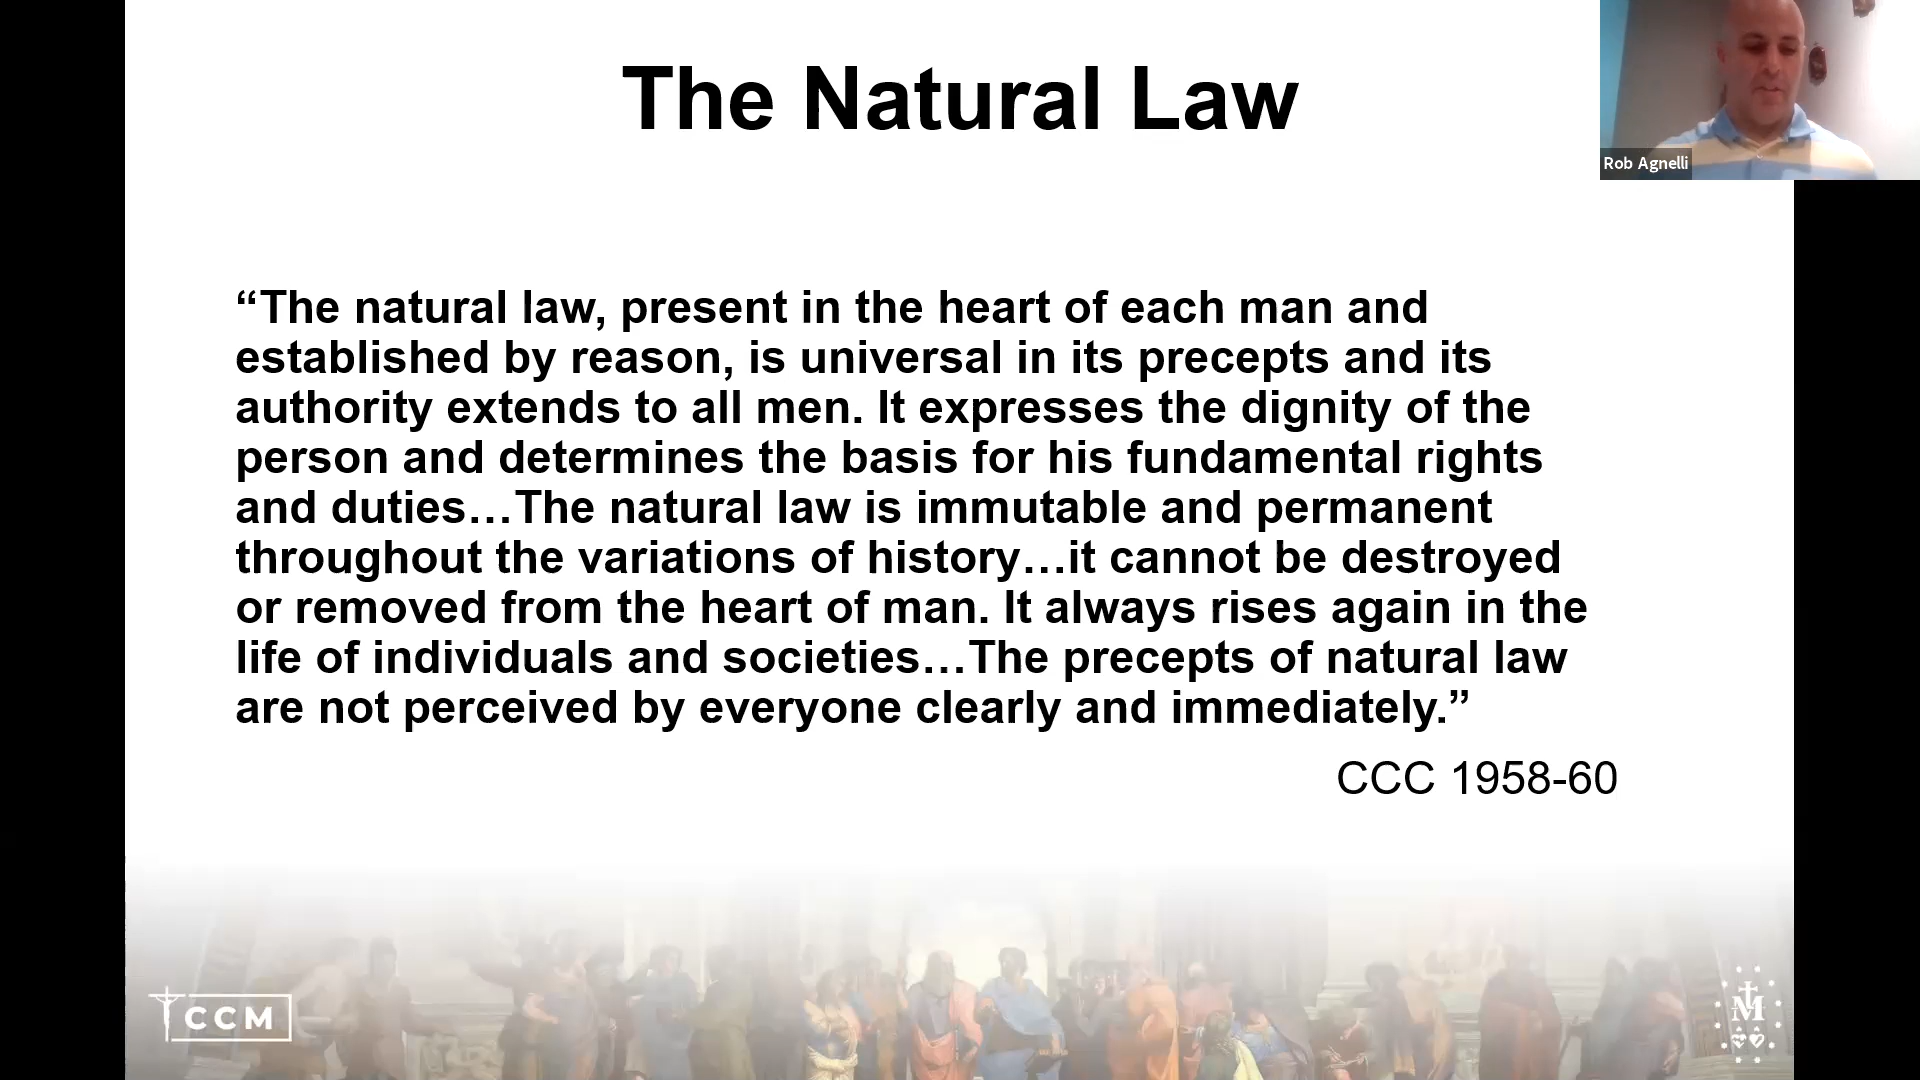 The Natural Law
Rob Agnelli
“The natural law, present in the heart of each man and
established by reason, is universal in its precepts and its
authority extends to all men. It expresses the dignity of the
person and determines the basis for his fundamental rights
and duties…The natural law is immutable and permanent
throughout the variations of history…it cannot be destroyed
or removed from the heart of man. It always rises again in the
life of individuals and societies…The precepts of natural law
are not perceived by everyone clearly and immediately.”
CCC 1958-60
CCM
M